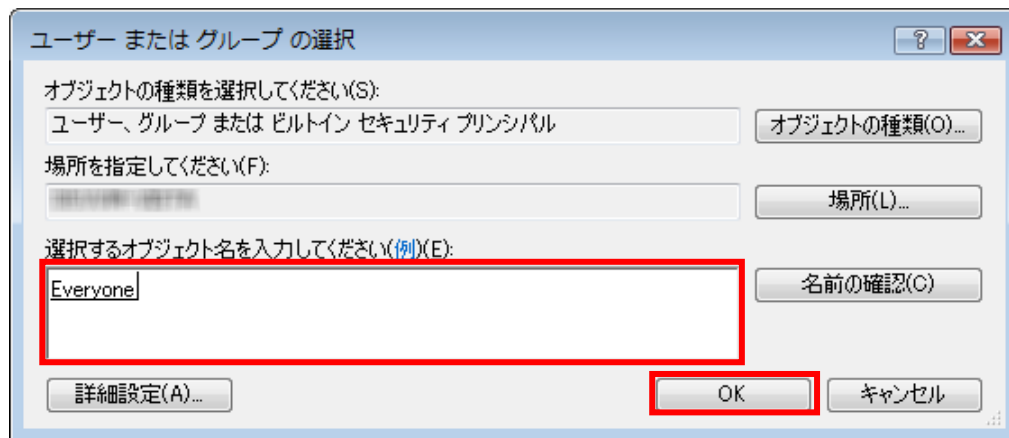 ユーザー または グループ の選択
オブジェクトの種類を選択してください(S):
ユーザー、グループ または ビルトイン セキュリティ プリンシパル
オブジェクトの種類(O)...
場所を指定してください(F):
場所(L)...
選択するオブジェクト名を入力してください(例)(E):
Everyone
名前の確認(C)
詳細設定(A)...
OK
キャンセル